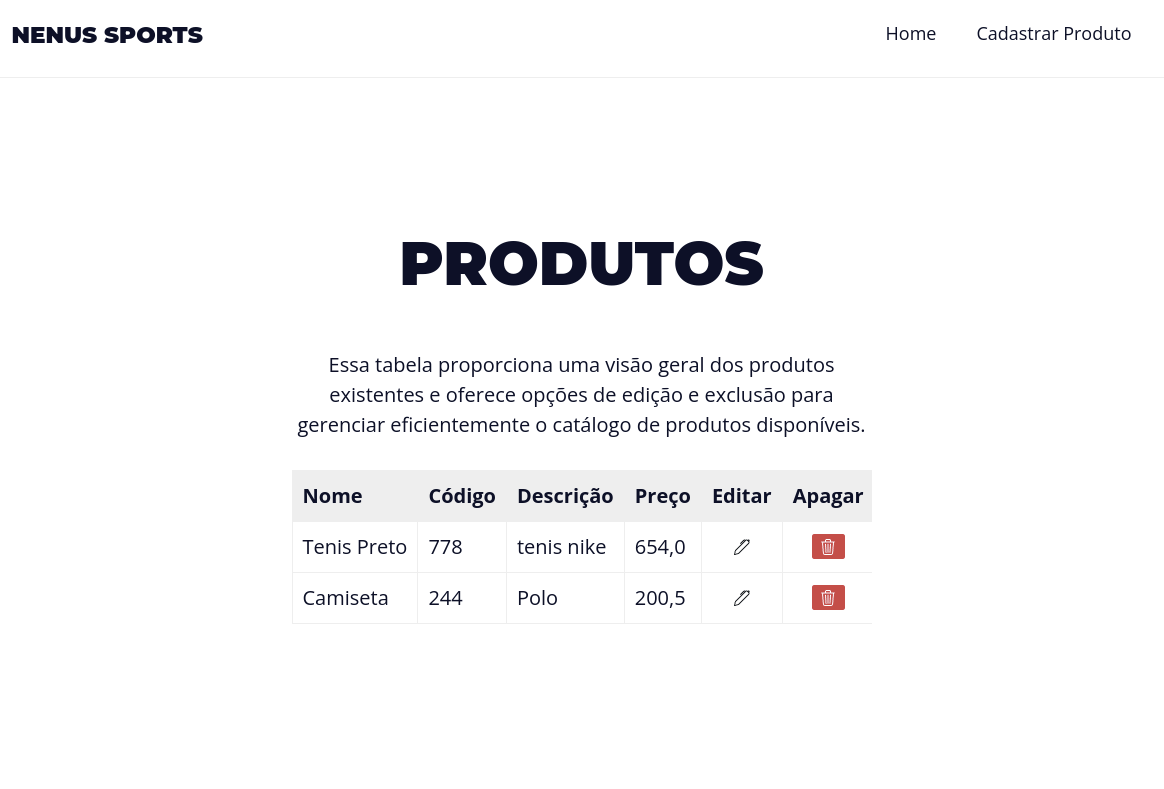 NENUS SPORTS Home Cadastrar Produto
PRODUTOS
Essa tabela proporciona uma visão geral dos produtos
existentes e oferece opções de edição e exclusão para
gerenciar eficientemente o catálogo de produtos disponíveis.
Nome Código Descrição Preço Editar Apagar
Tenis Preto 778 tenis nike 654,0
Camiseta 244 Polo 200,5